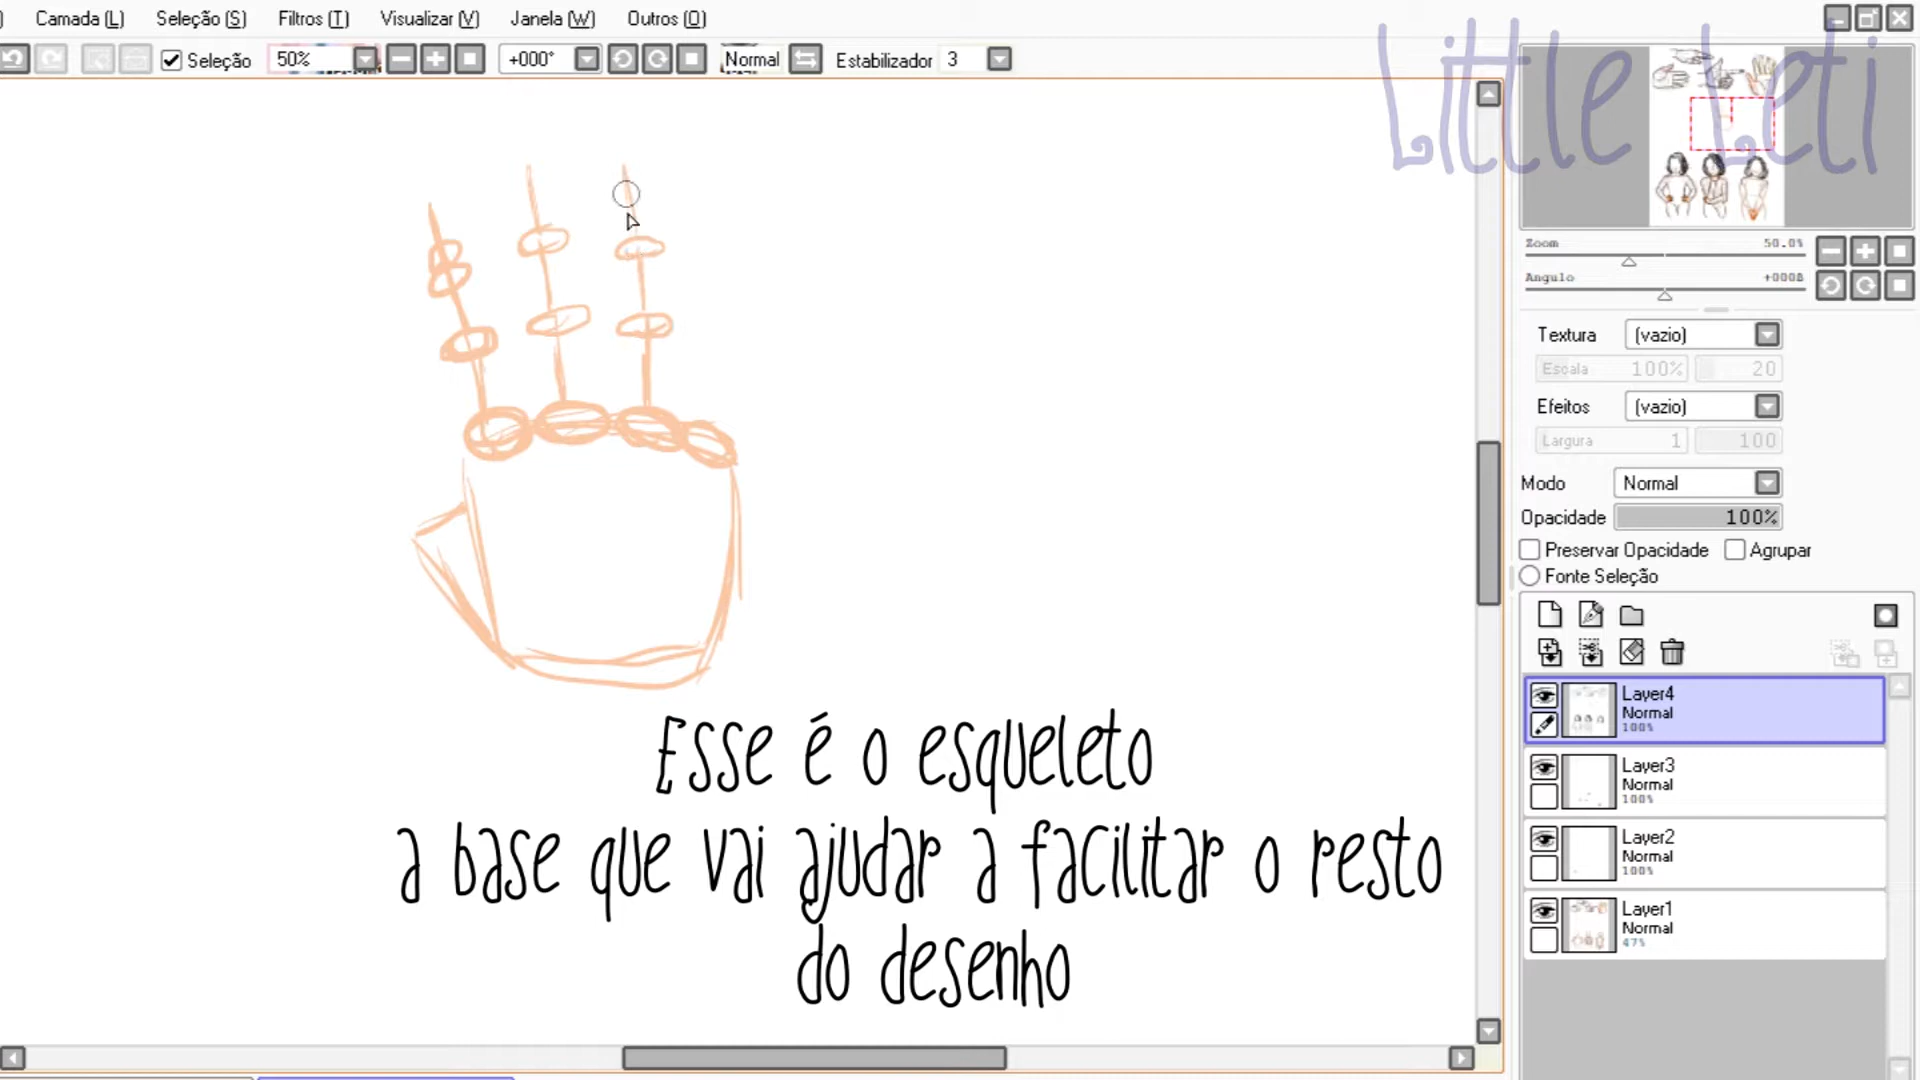 Camada (L) Seleção (S) Filtros (T) Visualizar (V) Janela (W) Outros (O)
Seleção 50% +000° Normal Estabilizador 3
Little Leti
Zoom 50.0%
Angulo
Textura (vazio)
Escala 100% 20
Efeitos (vazio)
Largura 1 100
Modo Normal
Opacidade 100%
Preservar Opacidade Agrupar
Fonte Seleção
Layer4
Normal
100%
Layer3
Normal
100%
Layer2
Normal
100%
Layer1
Normal
47%
Esse é o esqueleto
a base que vai ajudar a facilitar o resto
do desenho